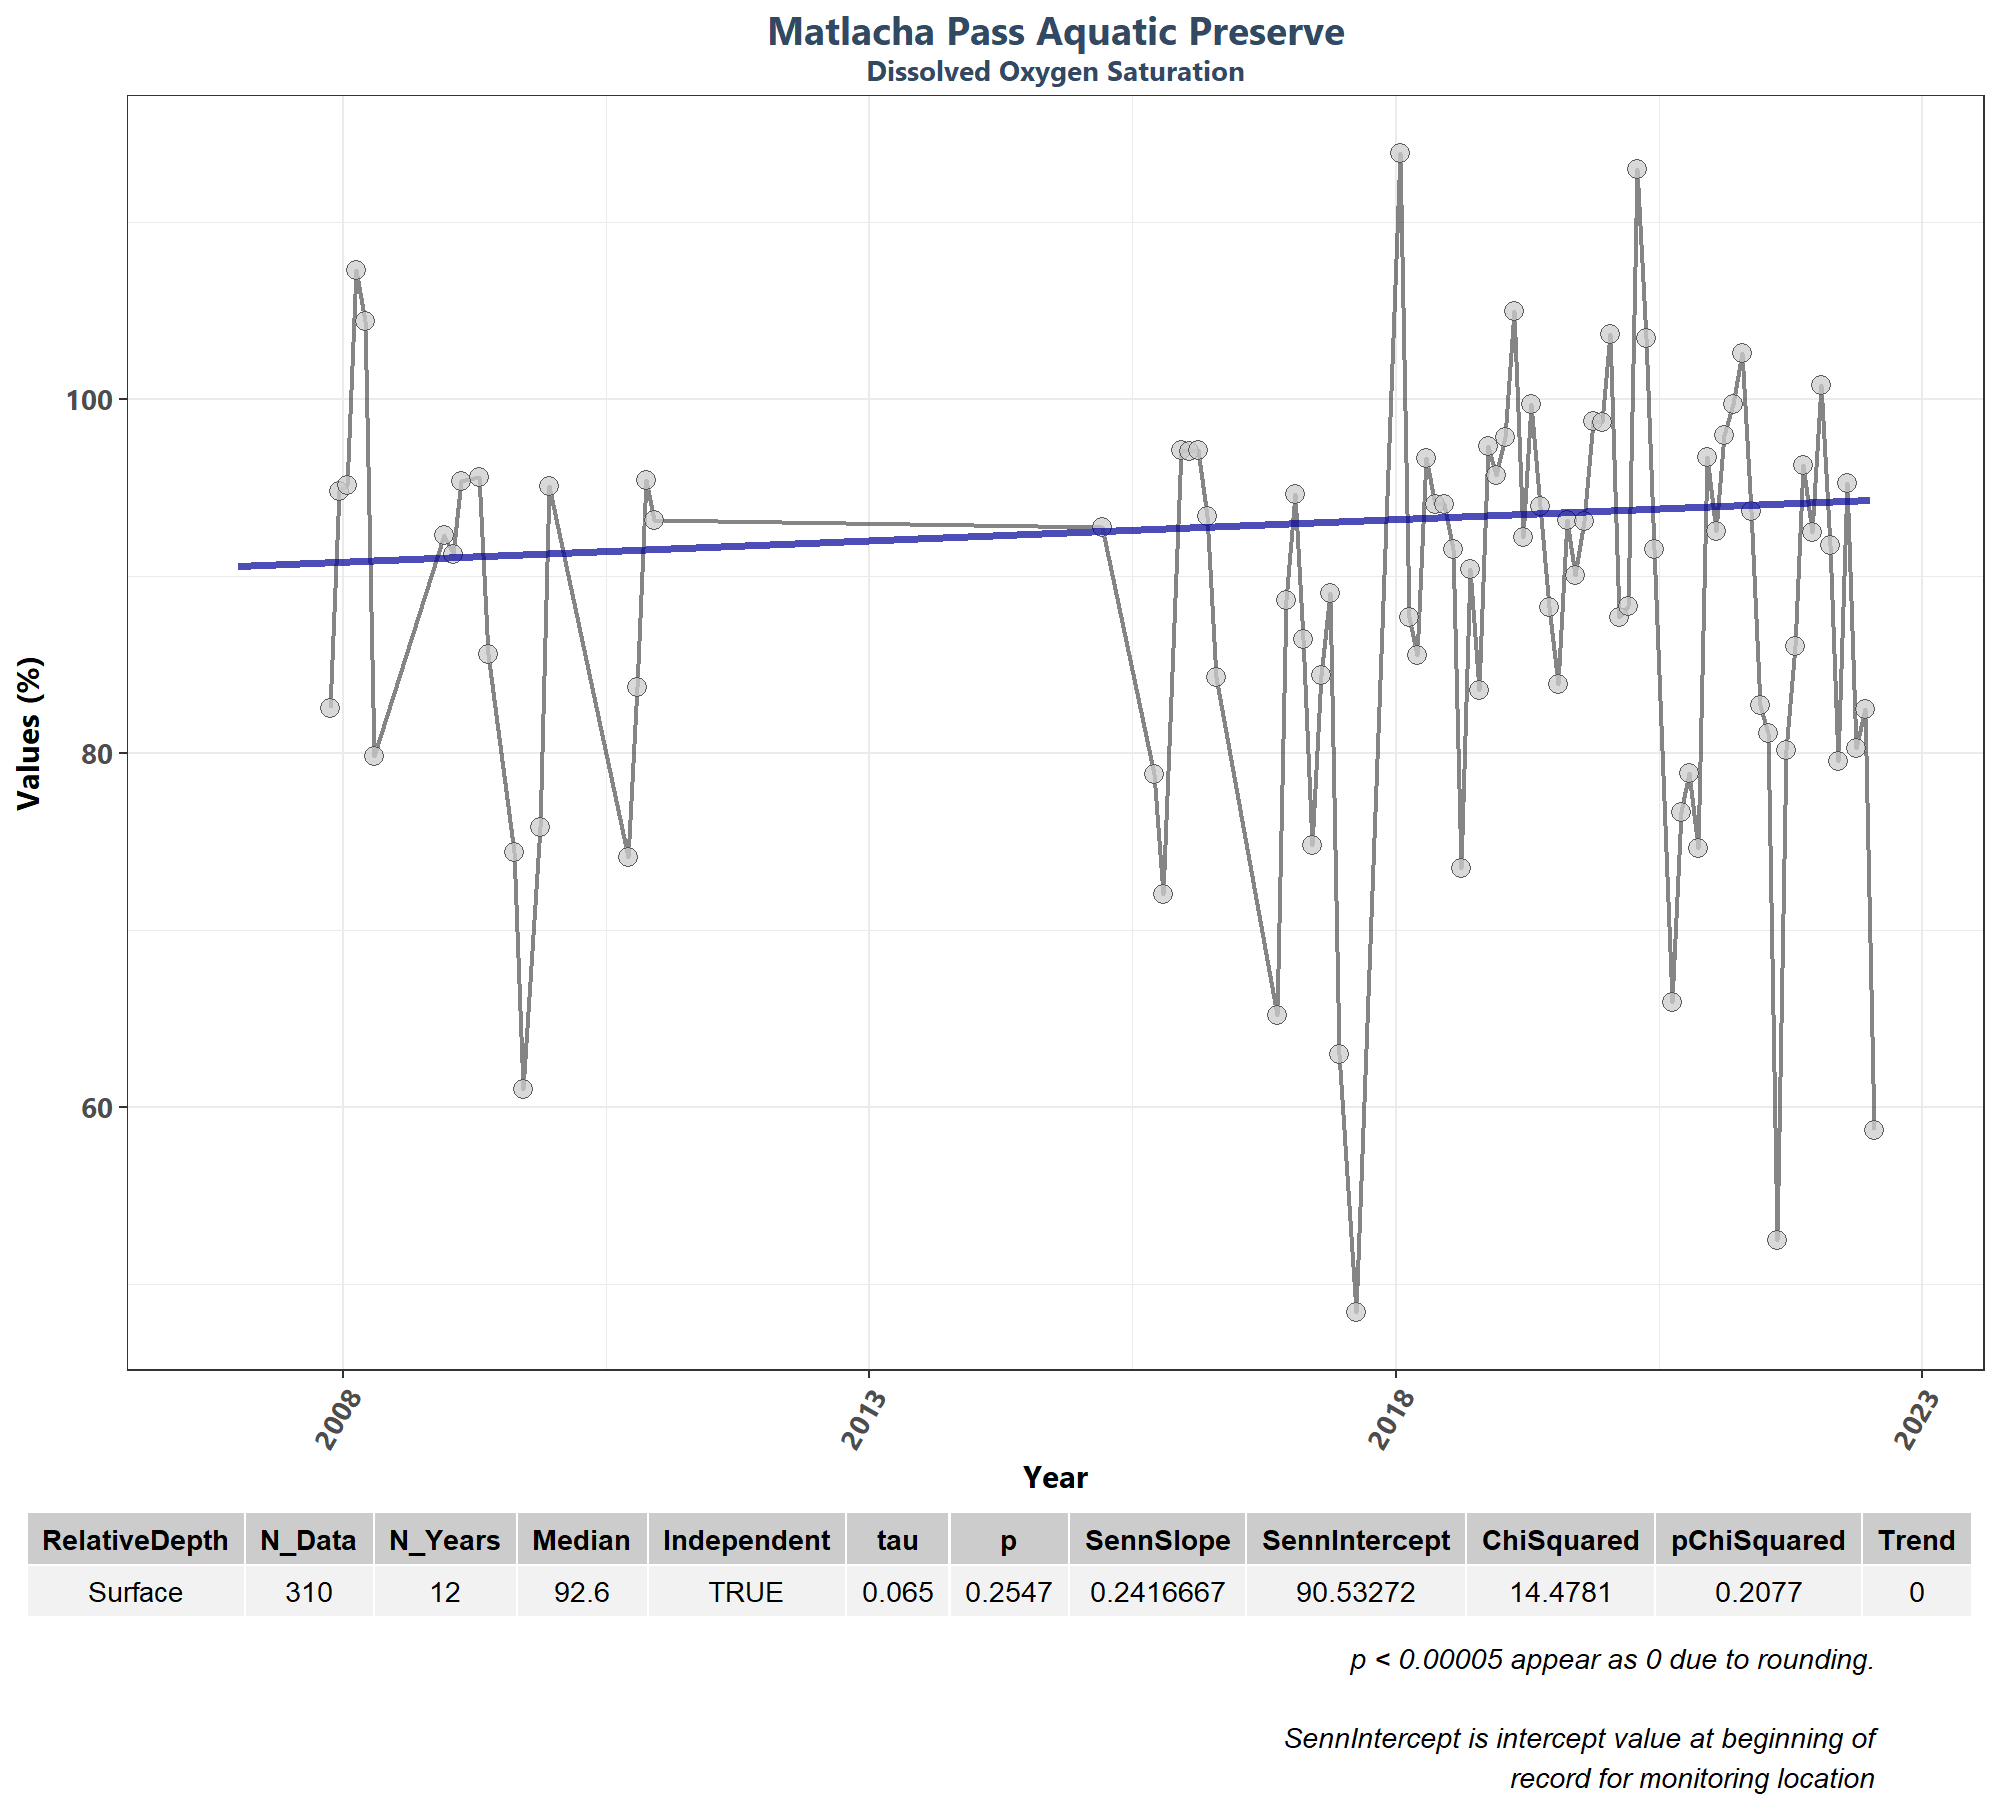 Matlacha Pass Aquatic Preserve
Dissolved Oxygen Saturation
Values (%)
100
80
60
2008
2013
2018
2023
Year
RelativeDepth N_Data N_Years Median Independent tau p SennSlope SennIntercept ChiSquared pChiSquared Trend
Surface 310 12 92.6 TRUE 0.065 0.2547 0.2416667 90.53272 14.4781 0.2077 0
p < 0.00005 appear as 0 due to rounding.
SennIntercept is intercept value at beginning of
record for monitoring location